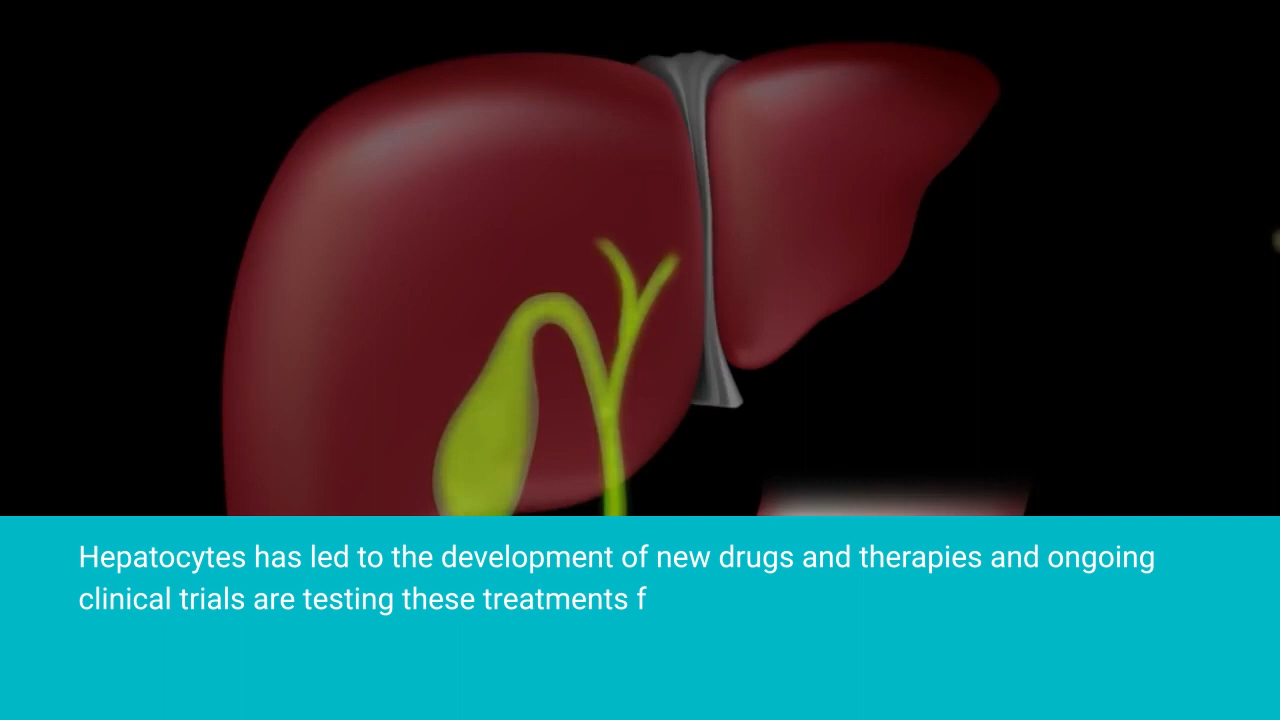 Hepatocytes has led to the development of new drugs and therapies and ongoing
clinical trials are testing these treatments f